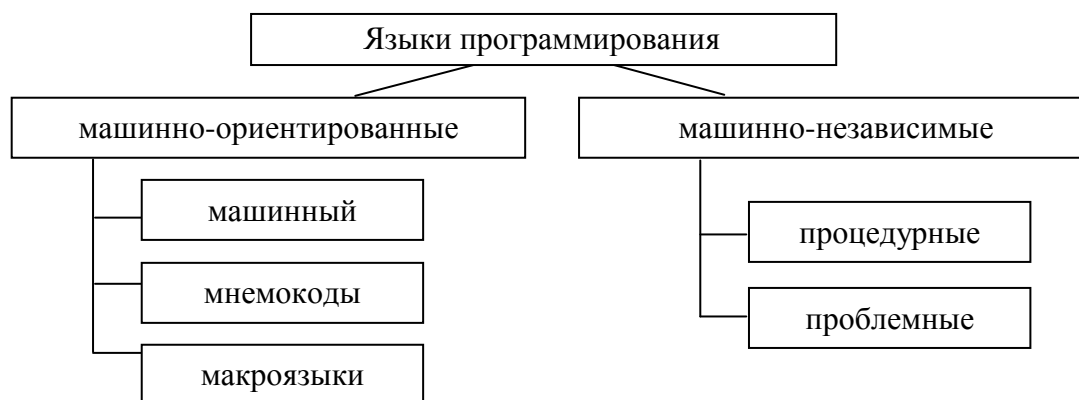 Языки программирования
машинно-ориентированные
машинный
мнемокоды
макроязыки
машинно-независимые
процедурные
проблемные